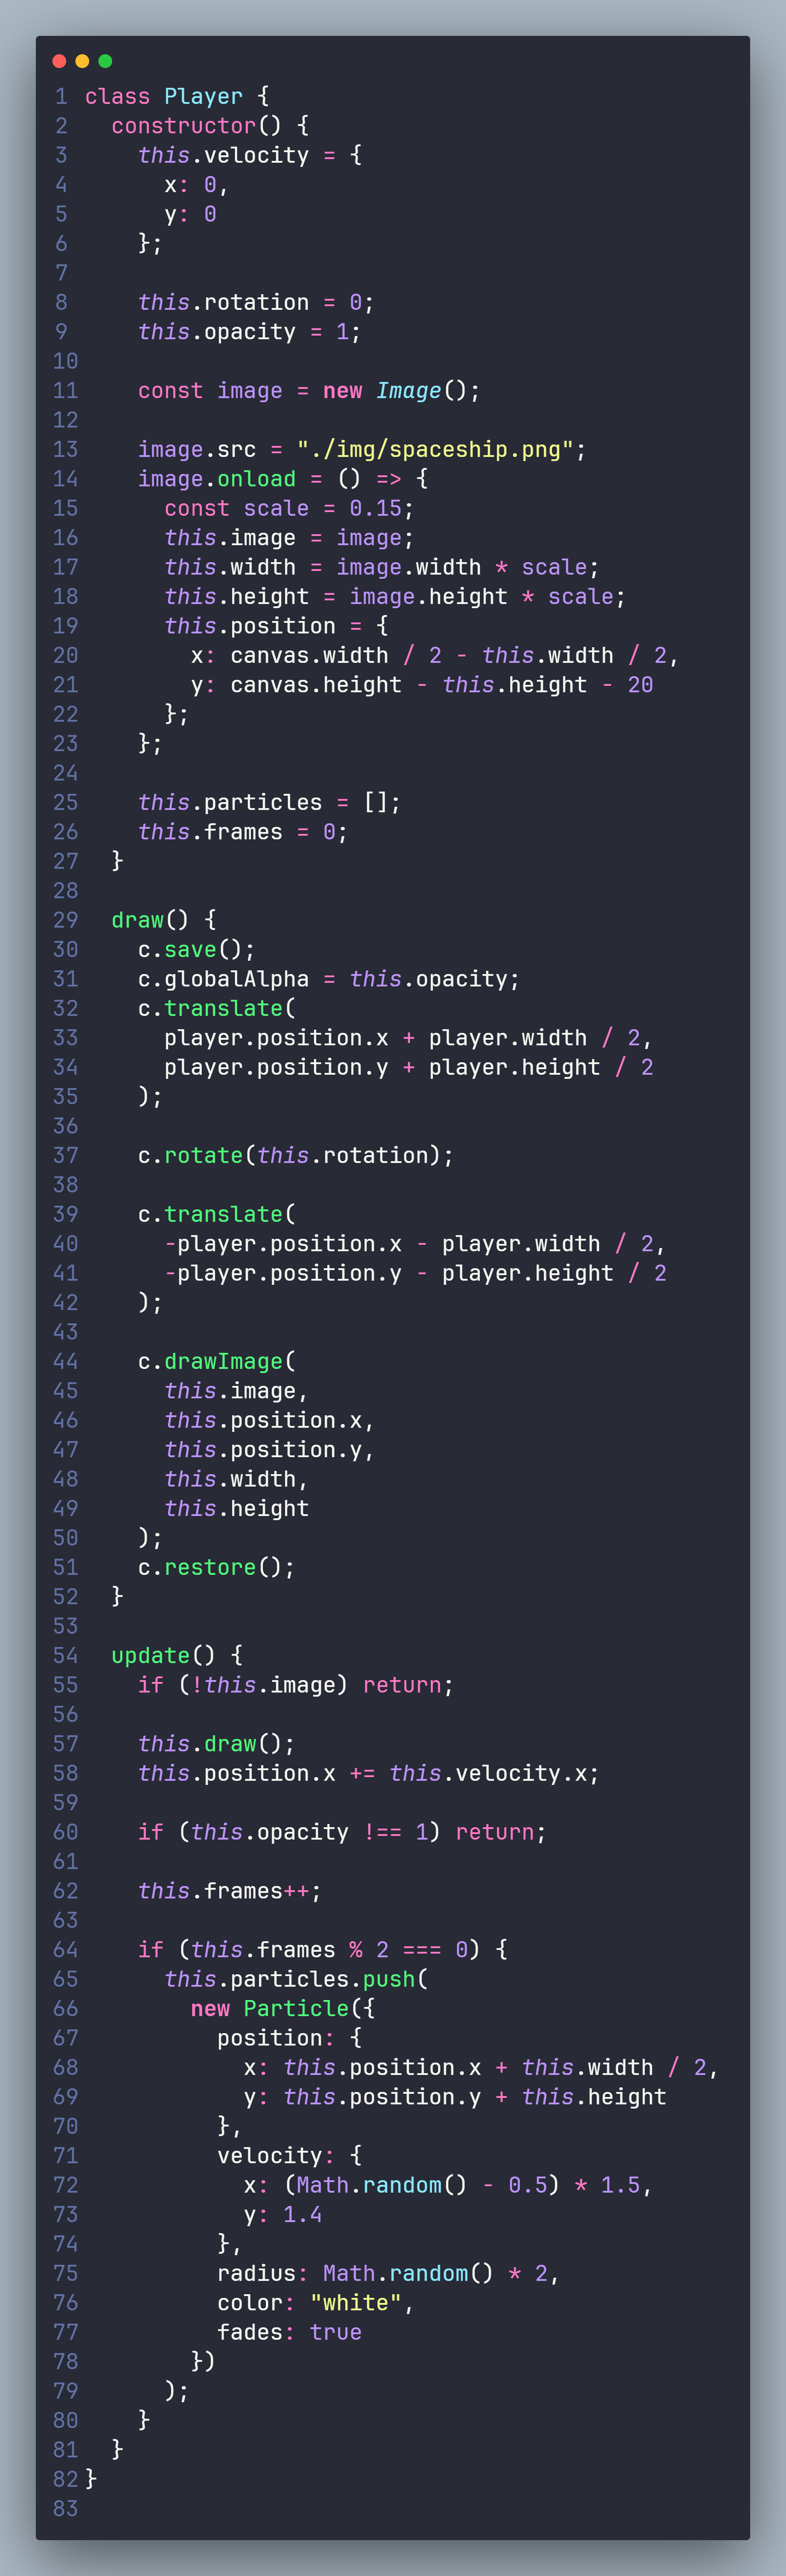 1 class Player {
2   constructor() {
3     this.velocity = {
4       x: 0,
5       y: 0
6     };
7
8     this.rotation = 0;
9     this.opacity = 1;
10
11     const image = new Image();
12
13     image.src = "./img/spaceship.png";
14     image.onload = () => {
15       const scale = 0.15;
16       this.image = image;
17       this.width = image.width * scale;
18       this.height = image.height * scale;
19       this.position = {
20         x: canvas.width / 2 - this.width / 2,
21         y: canvas.height - this.height - 20
22       };
23     };
24
25     this.particles = [];
26     this.frames = 0;
27   }
28
29   draw() {
30     c.save();
31     c.globalAlpha = this.opacity;
32     c.translate(
33       player.position.x + player.width / 2,
34       player.position.y + player.height / 2
35     );
36
37     c.rotate(this.rotation);
38
39     c.translate(
40       -player.position.x - player.width / 2,
41       -player.position.y - player.height / 2
42     );
43
44     c.drawImage(
45       this.image,
46       this.position.x,
47       this.position.y,
48       this.width,
49       this.height
50     );
51     c.restore();
52   }
53
54   update() {
55     if (!this.image) return;
56
57     this.draw();
58     this.position.x += this.velocity.x;
59
60     if (this.opacity !== 1) return;
61
62     this.frames++;
63
64     if (this.frames % 2 === 0) {
65       this.particles.push(
66         new Particle({
67           position: {
68             x: this.position.x + this.width / 2,
69             y: this.position.y + this.height
70           },
71           velocity: {
72             x: (Math.random() - 0.5) * 1.5,
73             y: 1.4
74           },
75           radius: Math.random() * 2,
76           color: "white",
77           fades: true
78         })
79       );
80     }
81   }
82 }
83